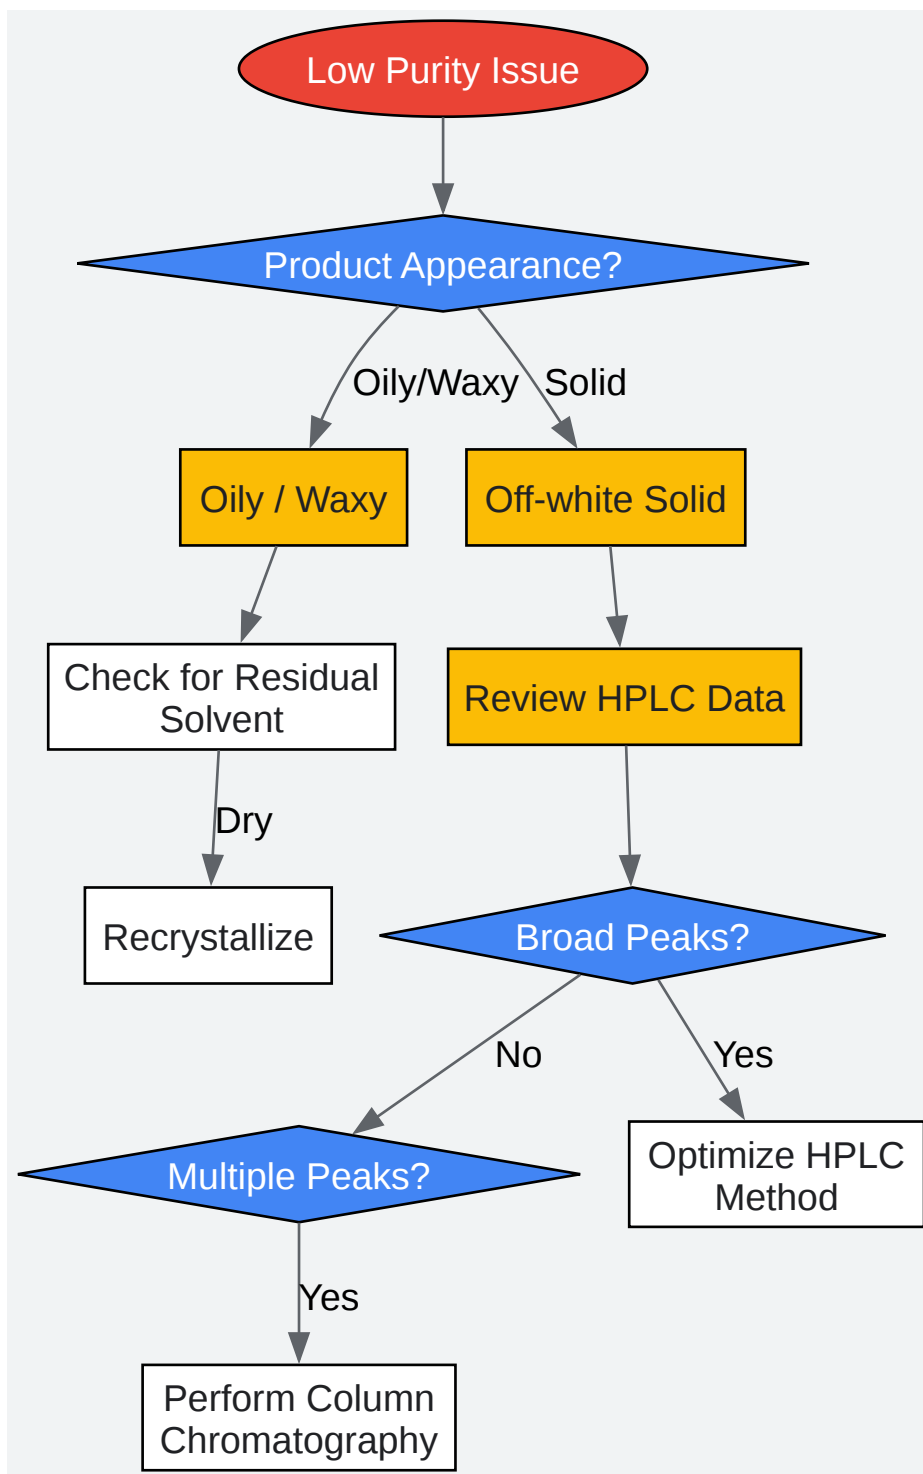 Low Purity Issue
Product Appearance?
Oily/Waxy
Solid
Oily / Waxy
Off-white Solid
Check for Residual
Solvent
Review HPLC Data
Dry
Recrystallize
Broad Peaks?
No
Yes
Multiple Peaks?
Optimize HPLC
Method
Yes
Perform Column
Chromatography